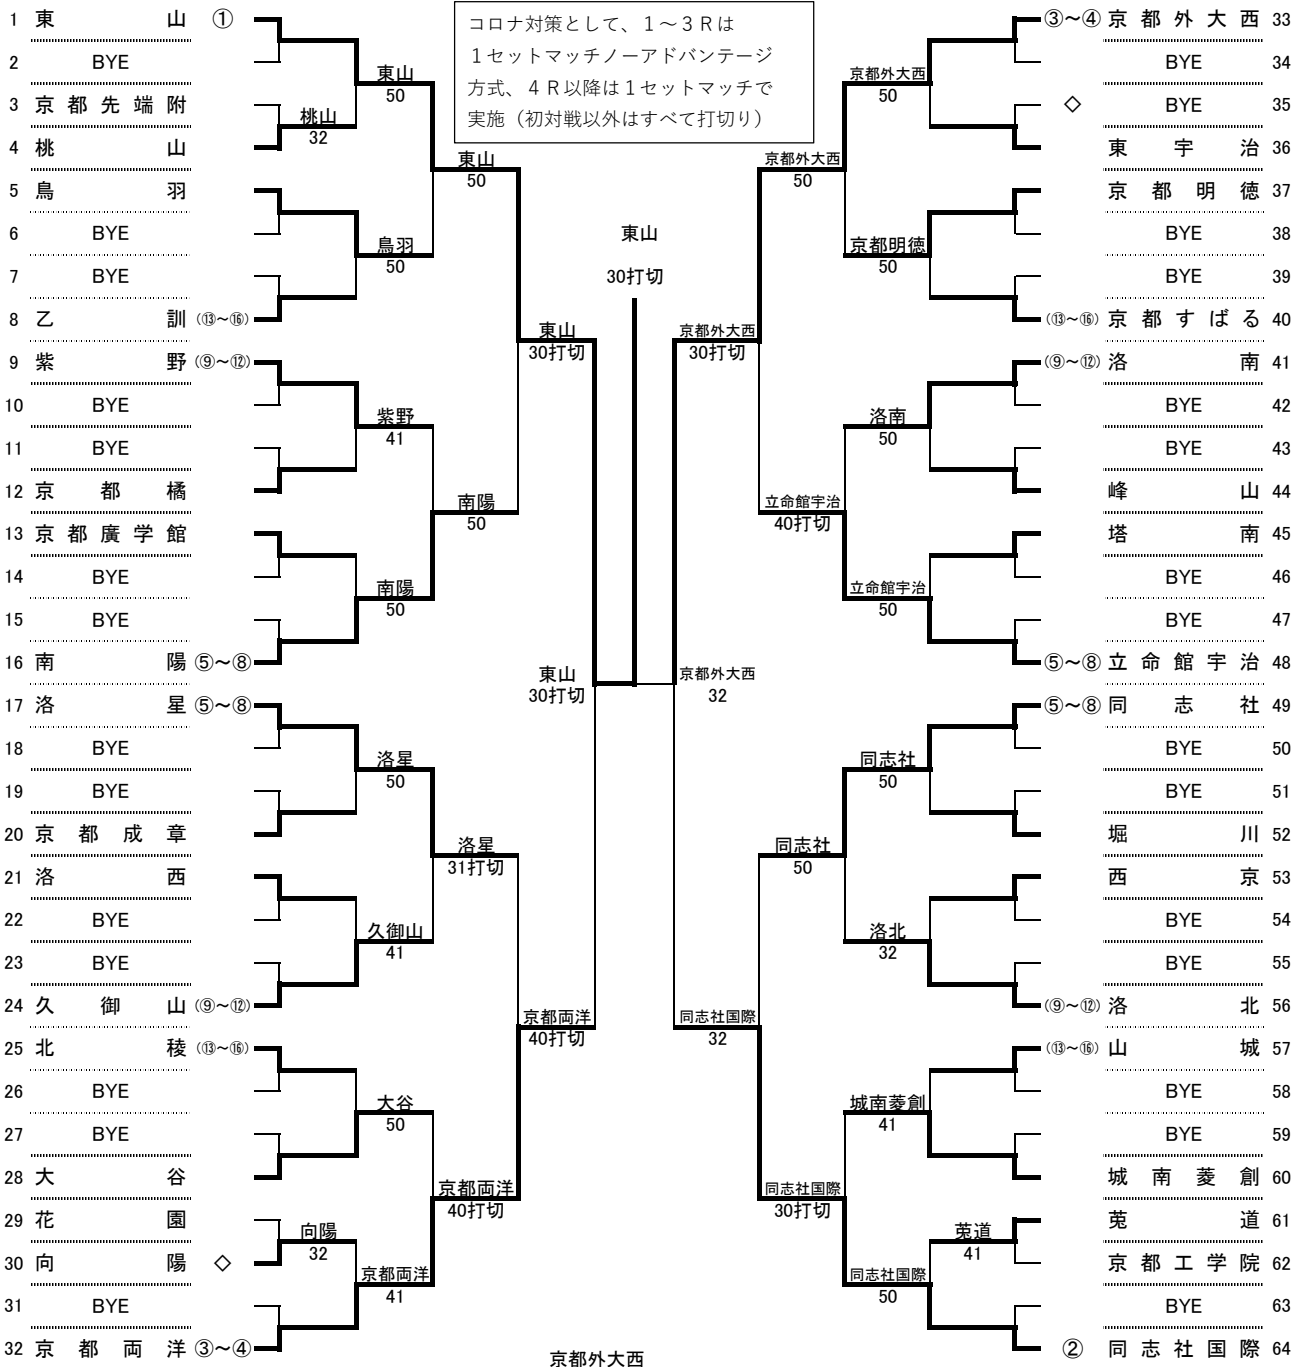 コロナ対策として、１～３Ｒは
１セットマッチノーアドバンテージ
方式、４Ｒ以降は１セットマッチで
実施（初対戦以外はすべて打切り）
1 東山 ①
2 BYE
3 京都先端附
4 桃山
5 鳥羽
6 BYE
7 BYE
8 乙訓 (⑬～⑯)
9 紫野 (⑨～⑫)
10 BYE
11 BYE
12 京都橘
13 京都廣学館
14 BYE
15 BYE
16 南陽 ⑤～⑧
17 洛星 ⑤～⑧
18 BYE
19 BYE
20 京都成章
21 洛西
22 BYE
23 BYE
24 久御山 (⑨～⑫)
25 北稜 (⑬～⑯)
26 BYE
27 BYE
28 大谷
29 花園
30 向陽 ◇
31 BYE
32 京都両洋 ③～④
桃山
32
向陽
32
東山
50
鳥羽
50
紫野
41
南陽
50
洛星
50
久御山
41
大谷
50
京都両洋
41
東山
50
南陽
50
洛星
31打切
京都両洋
40打切
東山
30打切
京都両洋
40打切
東山
30打切
東山
30打切
京都外大西
32
京都外大西
30打切
同志社国際
32
京都外大西
50
立命館宇治
40打切
同志社
50
同志社国際
30打切
京都外大西
50
京都明徳
50
洛南
50
立命館宇治
50
同志社
50
洛北
32
城南菱創
41
同志社国際
50
莵道
41
③～④ 京都外大西 33
BYE 34
◇ BYE 35
東宇治 36
京都明徳 37
BYE 38
BYE 39
(⑬～⑯) 京都すばる 40
(⑨～⑫) 洛南 41
BYE 42
BYE 43
峰山 44
塔南 45
BYE 46
BYE 47
⑤～⑧ 立命館宇治 48
⑤～⑧ 同志社 49
BYE 50
BYE 51
堀川 52
西京 53
BYE 54
BYE 55
(⑨～⑫) 洛北 56
(⑬～⑯) 山城 57
BYE 58
BYE 59
城南菱創 60
莵道 61
京都工学院 62
BYE 63
② 同志社国際 64
京都外大西